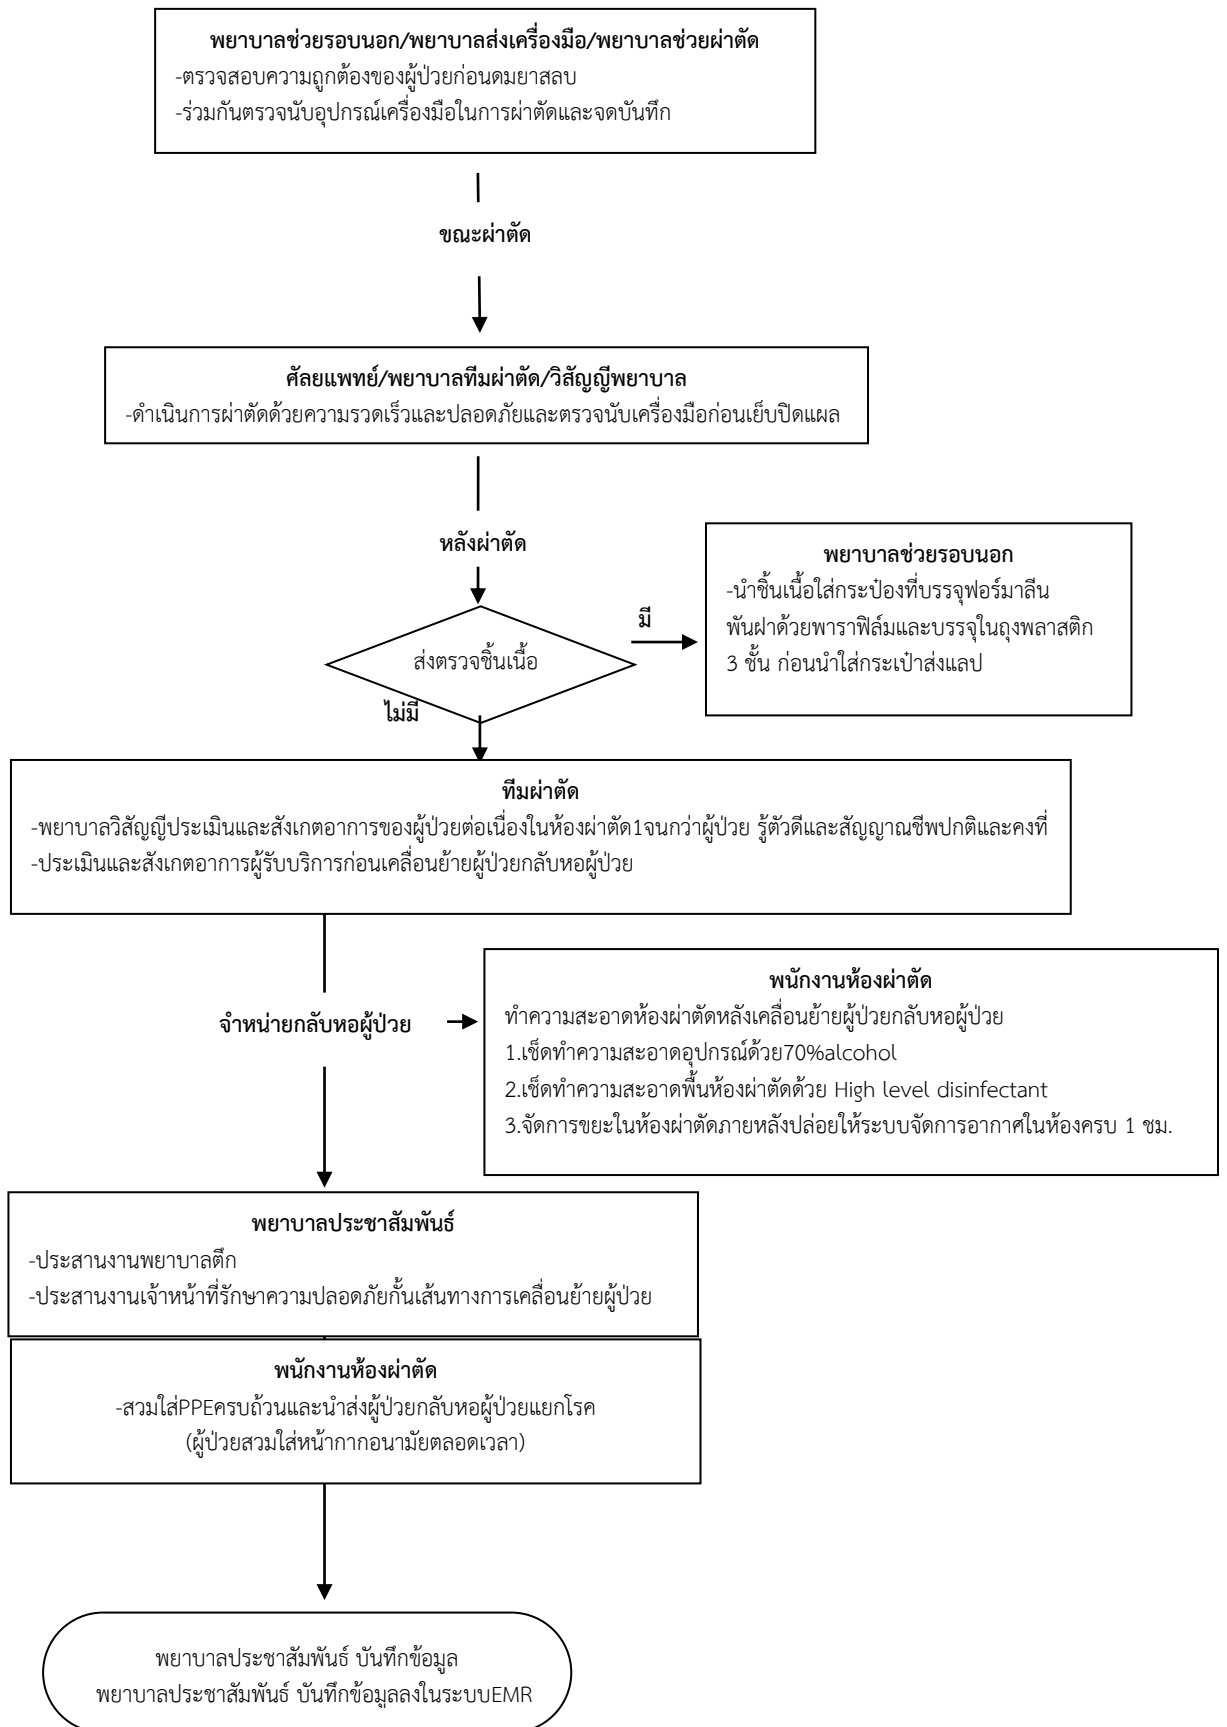 พยาบาลช่วยรอบนอก/พยาบาลส่งเครื่องมือ/พยาบาลช่วยผ่าตัด
-ตรวจสอบความถูกต้องของผู้ป่วยก่อนดมยาสลบ
-ร่วมกันตรวจนับอุปกรณ์เครื่องมือในการผ่าตัดและจดบันทึก
ขณะผ่าตัด
ศัลยแพทย์/พยาบาลทีมผ่าตัด/วิสัญญีพยาบาล
-ดำเนินการผ่าตัดด้วยความรวดเร็วและปลอดภัยและตรวจนับเครื่องมือก่อนเย็บปิดแผล
หลังผ่าตัด
ส่งตรวจชิ้นเนื้อ
มี
พยาบาลช่วยรอบนอก
-นำชิ้นเนื้อใส่กระป๋องที่บรรจุฟอร์มาลีน
พันฝาด้วยพาราฟิล์มและบรรจุในถุงพลาสติก
3 ชั้น ก่อนนำใส่กระเป๋าส่งแลป
ไม่มี
ทีมผ่าตัด
-พยาบาลวิสัญญีประเมินและสังเกตอาการของผู้ป่วยต่อเนื่องในห้องผ่าตัด1จนกว่าผู้ป่วย รู้ตัวดีและสัญญาณชีพปกติและคงที่
-ประเมินและสังเกตอาการผู้รับบริการก่อนเคลื่อนย้ายผู้ป่วยกลับหอผู้ป่วย
จำหน่ายกลับหอผู้ป่วย
พนักงานห้องผ่าตัด
ทำความสะอาดห้องผ่าตัดหลังเคลื่อนย้ายผู้ป่วยกลับหอผู้ป่วย
1.เช็ดทำความสะอาดอุปกรณ์ด้วย70%alcohol
2.เช็ดทำความสะอาดพื้นห้องผ่าตัดด้วย High level disinfectant
3.จัดการขยะในห้องผ่าตัดภายหลังปล่อยให้ระบบจัดการอากาศในห้องครบ 1 ชม.
พยาบาลประชาสัมพันธ์
-ประสานงานพยาบาลตึก
-ประสานงานเจ้าหน้าที่รักษาความปลอดภัยกั้นเส้นทางการเคลื่อนย้ายผู้ป่วย
พนักงานห้องผ่าตัด
-สวมใส่PPEครบถ้วนและนำส่งผู้ป่วยกลับหอผู้ป่วยแยกโรค
(ผู้ป่วยสวมใส่หน้ากากอนามัยตลอดเวลา)
พยาบาลประชาสัมพันธ์ บันทึกข้อมูล
พยาบาลประชาสัมพันธ์ บันทึกข้อมูลลงในระบบEMR